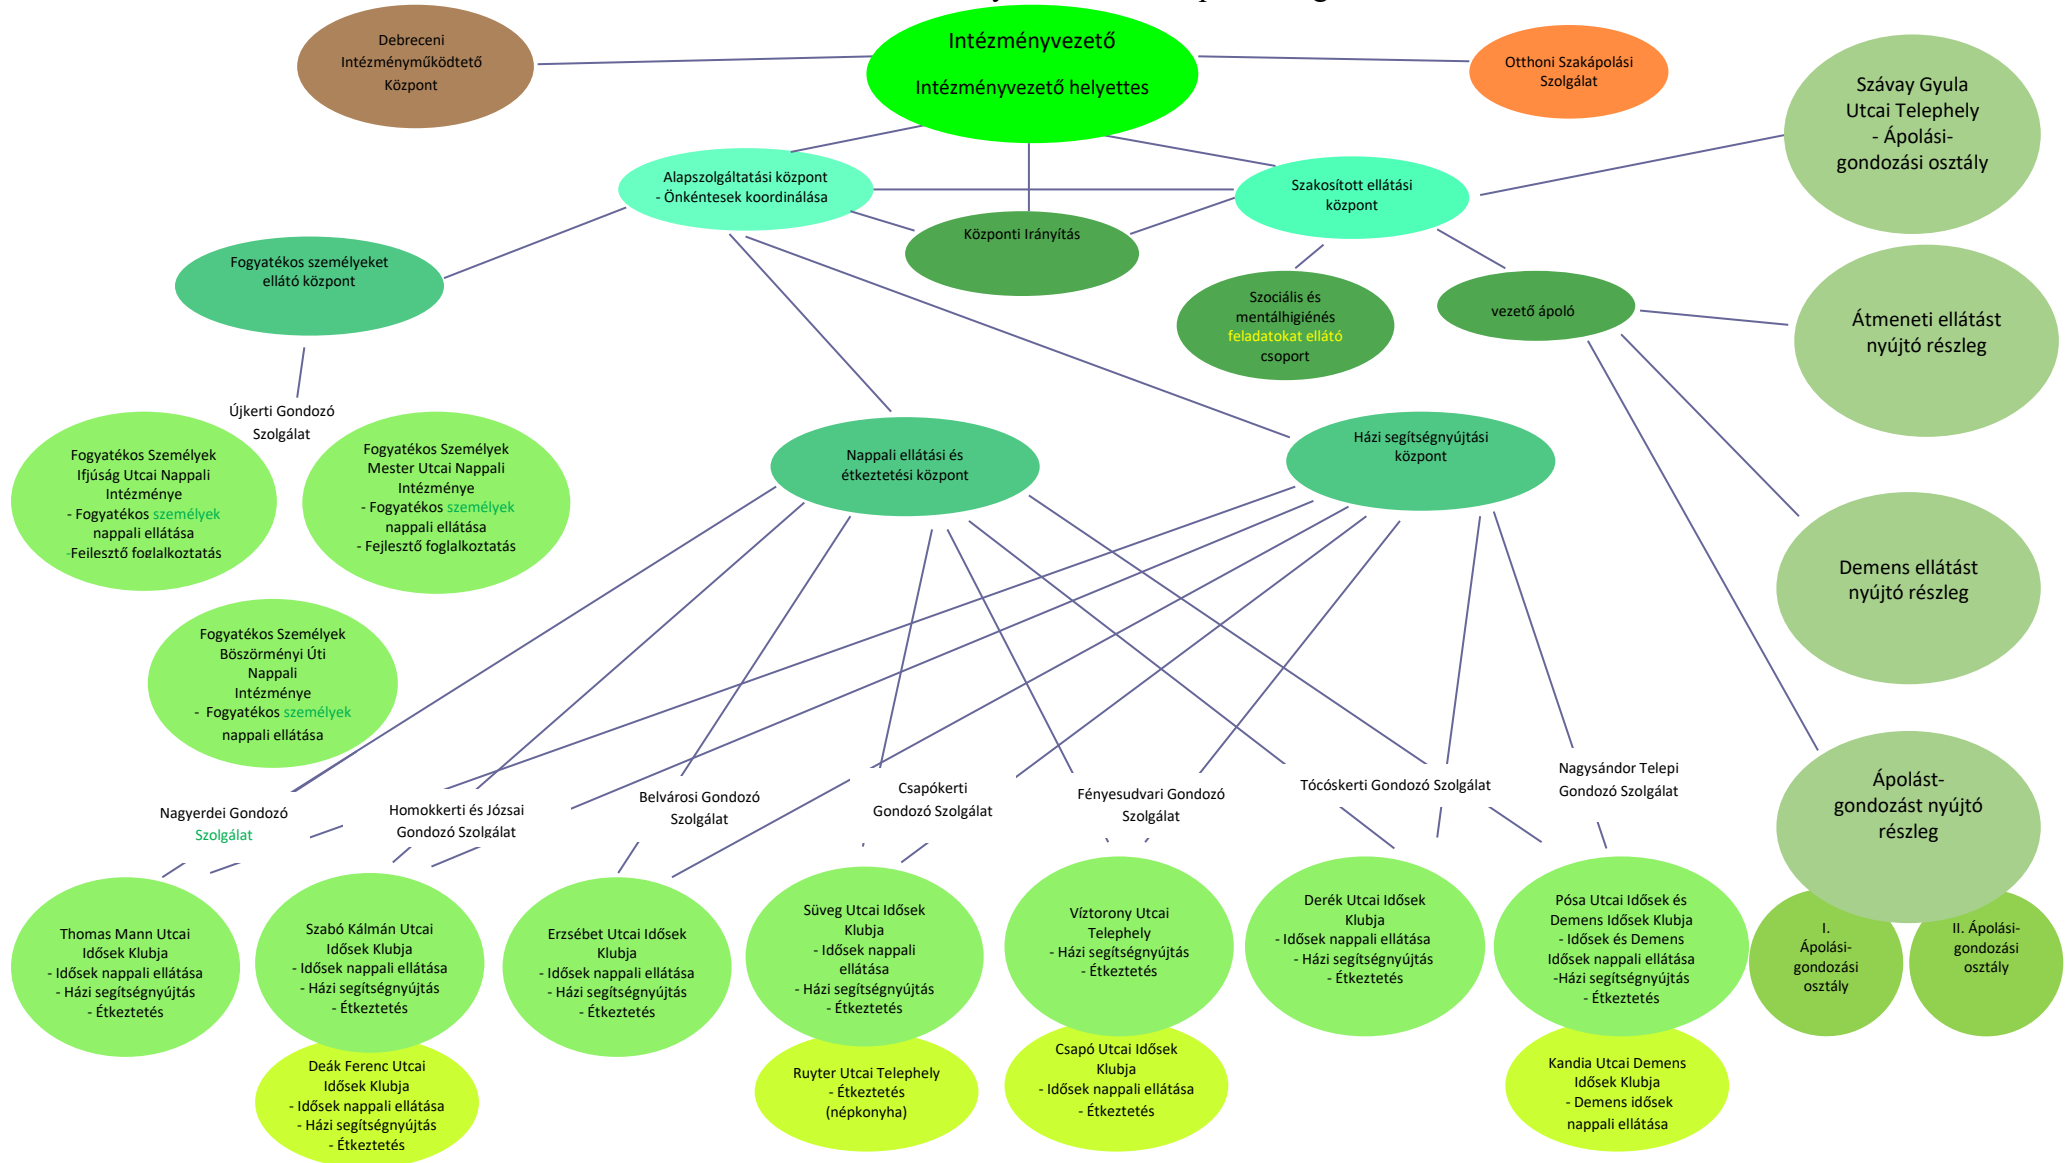 Debreceni
Intézményműködtető
Központ
Intézményvezető
Intézményvezető helyettes
Otthoni Szakápolási
Szolgálat
Szávay Gyula
Utcai Telephely
- Ápolási-
gondozási osztály
Alapszolgáltatási központ
- Önkéntesek koordinálása
Szakosított ellátási
központ
Központi Irányítás
Fogyatékos személyeket
ellátó központ
Szociális és
mentálhigiénés
feladatokat ellátó
csoport
vezető ápoló
Átmeneti ellátást
nyújtó részleg
Újkerti Gondozó
Szolgálat
Fogyatékos Személyek
Ifjúság Utcai Nappali
Intézménye
- Fogyatékos személyek
nappali ellátása
-Fejlesztő foglalkoztatás
Fogyatékos Személyek
Mester Utcai Nappali
Intézménye
- Fogyatékos személyek
nappali ellátása
- Fejlesztő foglalkoztatás
Nappali ellátási és
étkeztetési központ
Házi segítségnyújtási
központ
Demens ellátást
nyújtó részleg
Fogyatékos Személyek
Böszörményi Úti
Nappali
Intézménye
- Fogyatékos személyek
nappali ellátása
Nagyerdei Gondozó
Szolgálat
Homokkerti és Józsai
Gondozó Szolgálat
Belvárosi Gondozó
Szolgálat
Csapókerti
Gondozó Szolgálat
Fényesudvari Gondozó
Szolgálat
Tócóskerti Gondozó Szolgálat
Nagysándor Telepi
Gondozó Szolgálat
Ápolást-
gondozást nyújtó
részleg
Thomas Mann Utcai
Idősek Klubja
- Idősek nappali ellátása
- Házi segítségnyújtás
- Étkeztetés
Szabó Kálmán Utcai
Idősek Klubja
- Idősek nappali ellátása
- Házi segítségnyújtás
- Étkeztetés
Erzsébet Utcai Idősek
Klubja
- Idősek nappali ellátása
- Házi segítségnyújtás
- Étkeztetés
Süveg Utcai Idősek
Klubja
- Idősek nappali
ellátása
- Házi segítségnyújtás
- Étkeztetés
Víztorony Utcai
Telephely
- Házi segítségnyújtás
- Étkeztetés
Derék Utcai Idősek
Klubja
- Idősek nappali ellátása
- Házi segítségnyújtás
- Étkeztetés
Pósa Utcai Idősek és
Demens Idősek Klubja
- Idősek és Demens
Idősek nappali ellátása
-Házi segítségnyújtás
- Étkeztetés
I.
Ápolási-
gondozási
osztály
II. Ápolási-
gondozási
osztály
Deák Ferenc Utcai
Idősek Klubja
- Idősek nappali ellátása
- Házi segítségnyújtás
- Étkeztetés
Ruyter Utcai Telephely
- Étkeztetés
(népkonyha)
Csapó Utcai Idősek
Klubja
- Idősek nappali ellátása
- Étkeztetés
Kandia Utcai Demens
Idősek Klubja
- Demens idősek
nappali ellátása